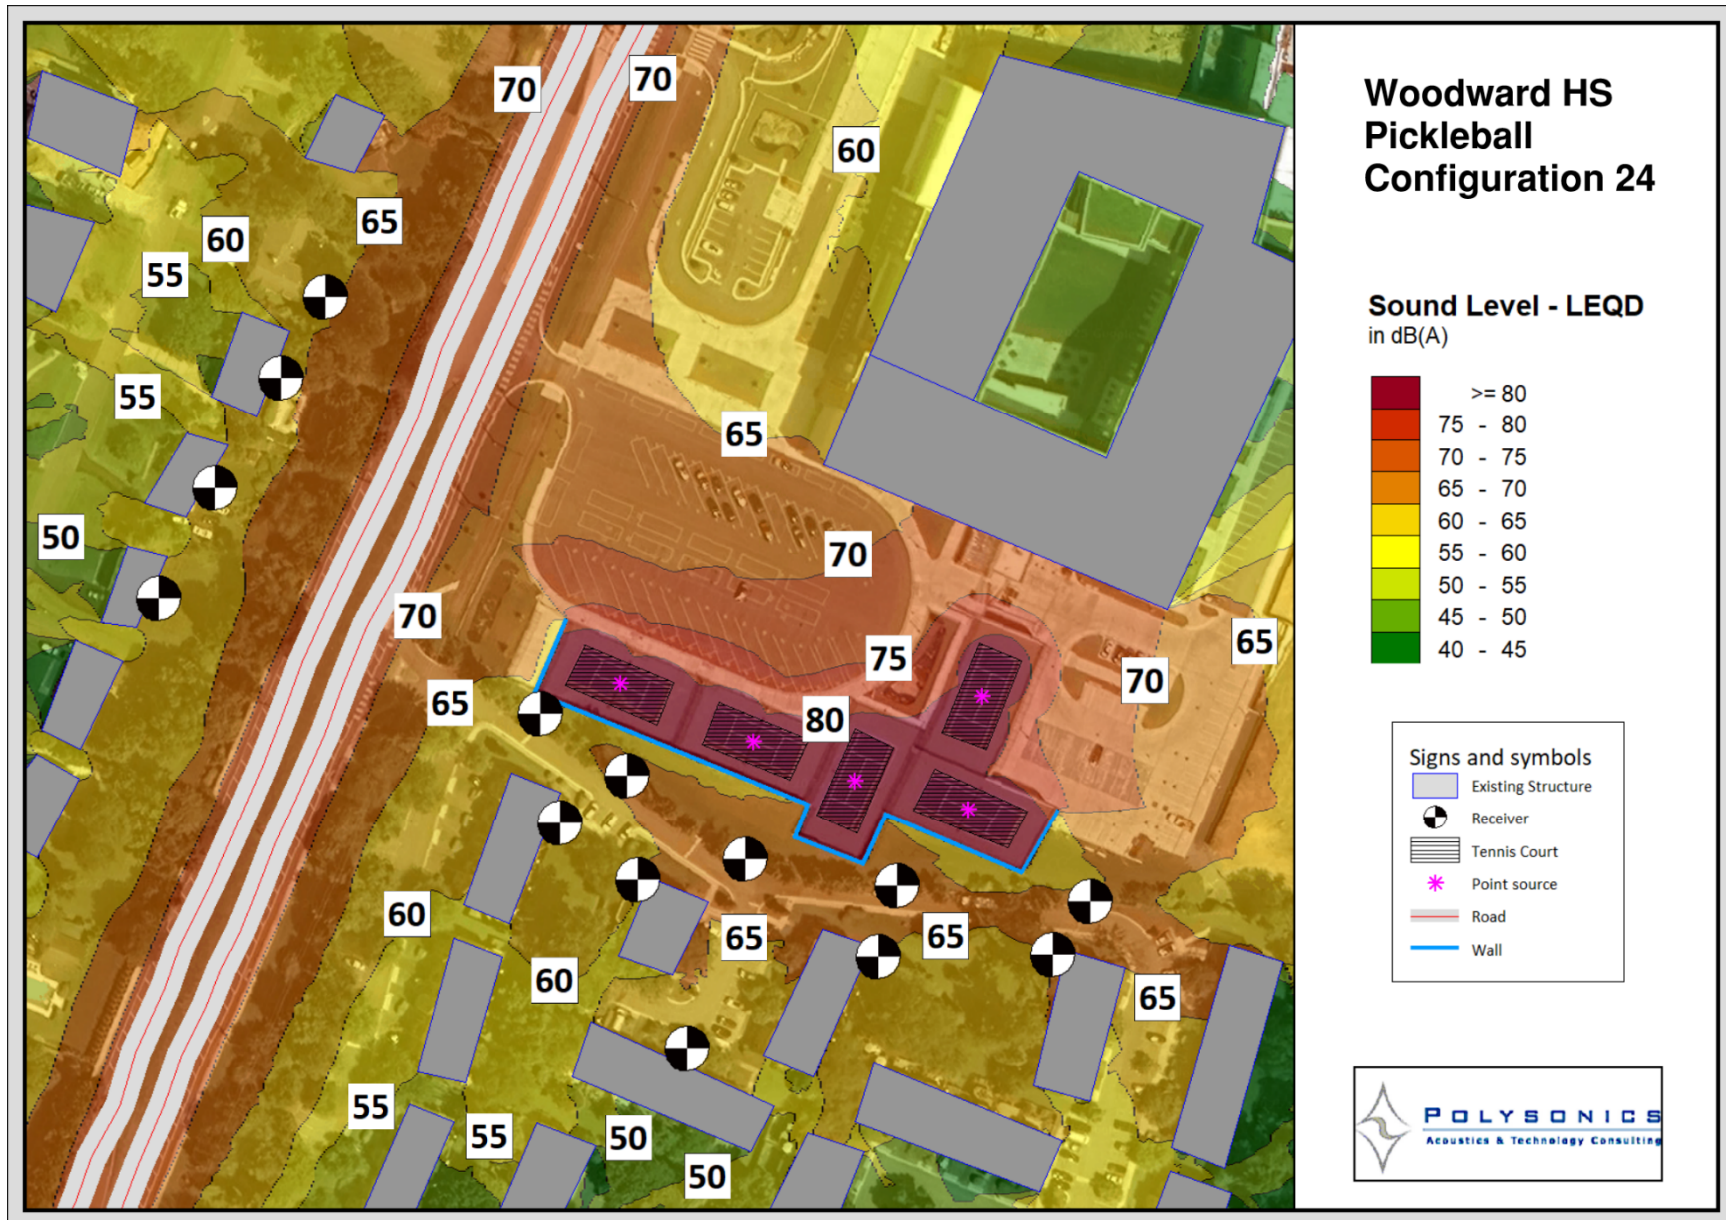 70
70
60
65
60
55
55
65
50
70
70
75
65
70
65
80
60
65
65
60
65
55
55
50
50
Woodward HS
Pickleball
Configuration 24
Sound Level - LEQD
in dB(A)
>= 80
75 - 80
70 - 75
65 - 70
60 - 65
55 - 60
50 - 55
45 - 50
40 - 45
Signs and symbols
Existing Structure
Receiver
Tennis Court
Point source
Road
Wall
POLYSONICS
Acoustics & Technology Consulting